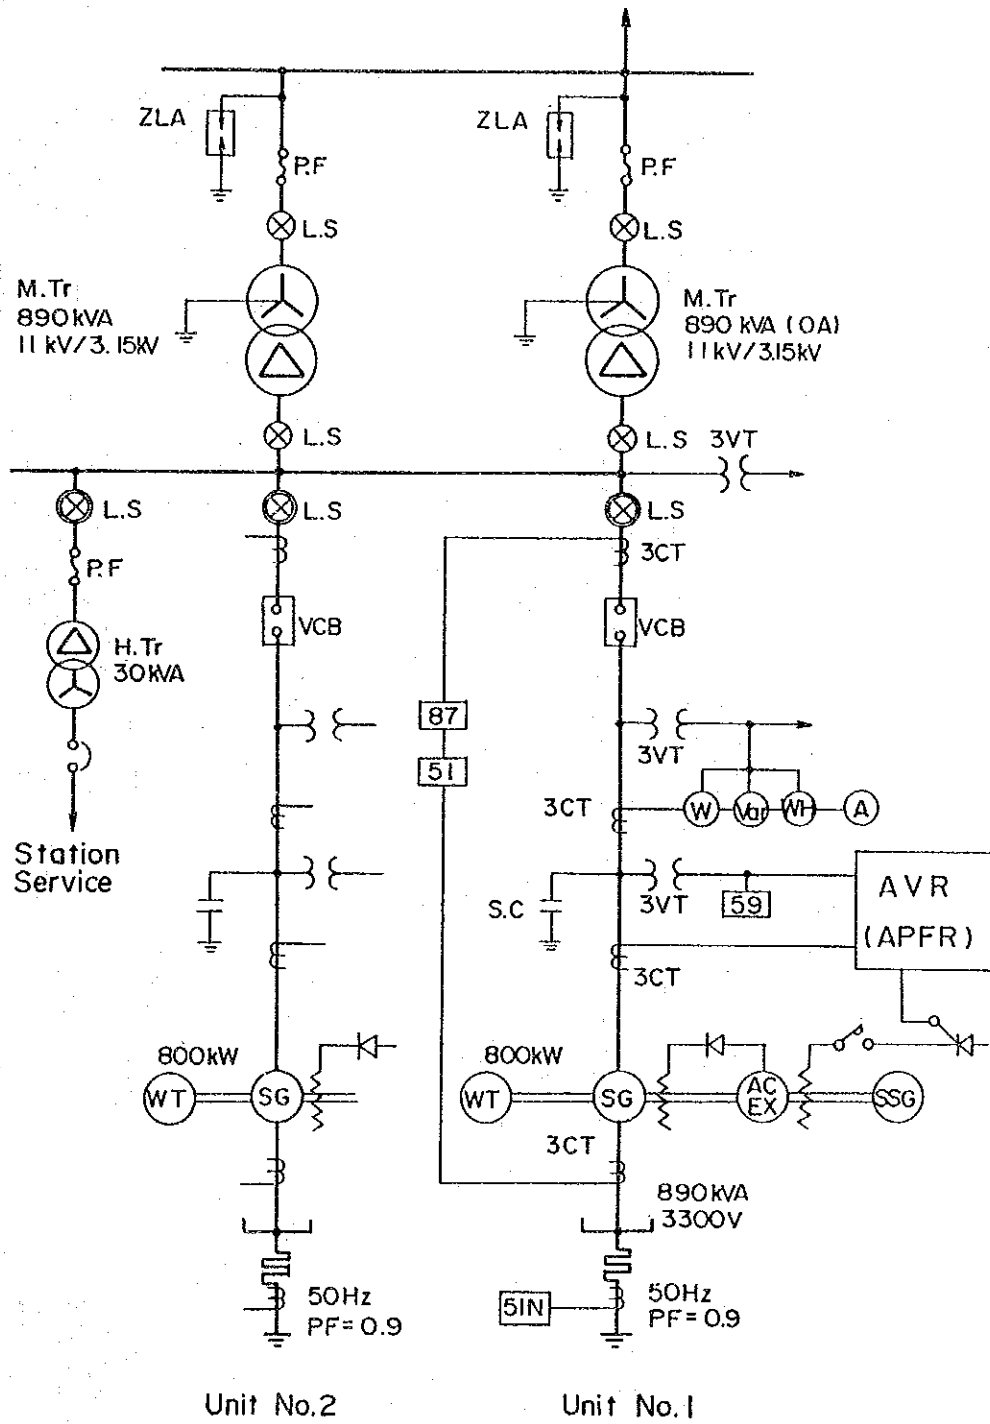 ZLA
ZLA
P.F
P.F
L.S
L.S
M.Tr
890kVA
11 kV/3.15kV
M.Tr
890 kVA (OA)
11kV/3.15kV
L.S
L.S
3VT
L.S
L.S
L.S
3CT
P.F
VCB
VCB
H.Tr
30kVA
87
51
3VT
3CT
W
Var
WH
A
Station
Service
S.C
3VT
59
AVR
(APFR)
3CT
800kW
800kW
WT
SG
WT
SG
AC
EX
SSG
3CT
890kVA
3300V
50Hz
PF=0.9
51N
50Hz
PF=0.9
Unit No.2
Unit No.1